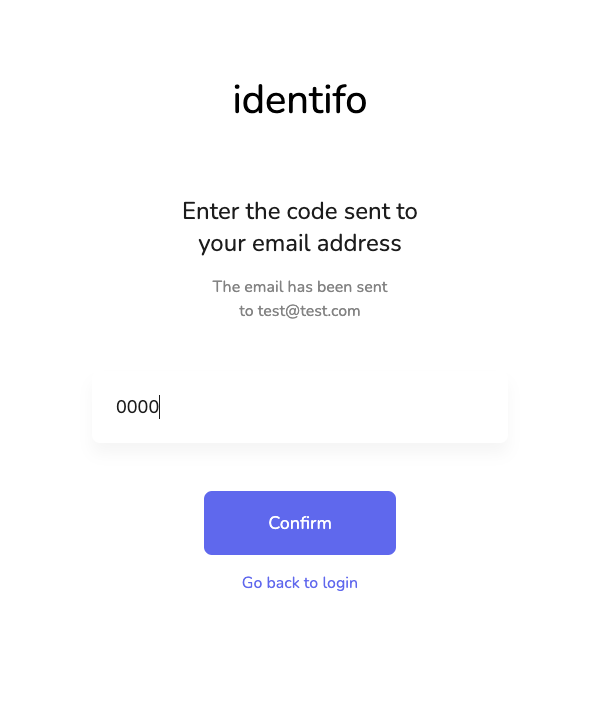 identifo
Enter the code sent to
your email address
The email has been sent
to test@test.com
0000
Confirm
Go back to login